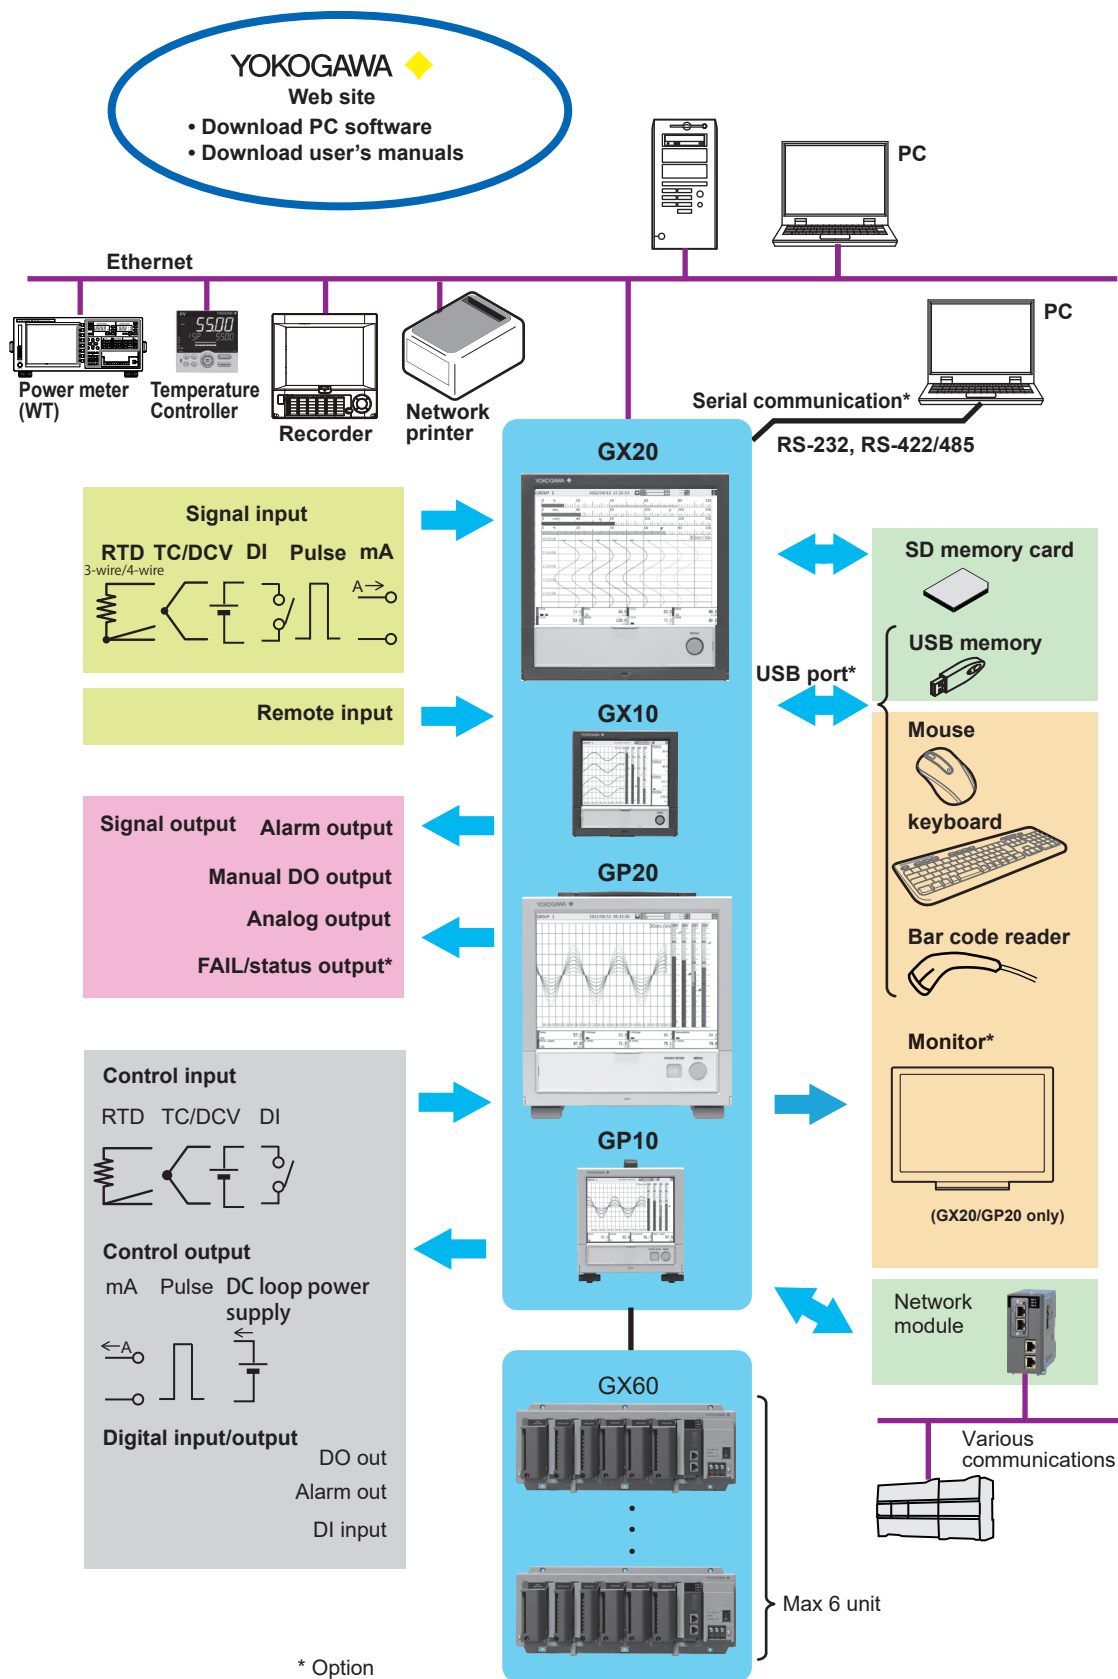 YOKOGAWA
Web site
• Download PC software
• Download user's manuals
PC
Ethernet
PC
Power meter
(WT)
Temperature
Controller
Recorder
Network
printer
Serial communication*
RS-232, RS-422/485
GX20
Signal input
RTD TC/DCV DI Pulse mA
3-wire/4-wire
A
SD memory card
USB memory
USB port*
Remote input
GX10
Mouse
keyboard
Signal output
Alarm output
Manual DO output
Analog output
FAIL/status output*
GP20
Bar code reader
Monitor*
(GX20/GP20 only)
Control input
RTD TC/DCV DI
GP10
Control output
mA Pulse DC loop power
supply
A
Network
module
Digital input/output
DO out
Alarm out
DI input
GX60
Various
communications
Max 6 unit
* Option